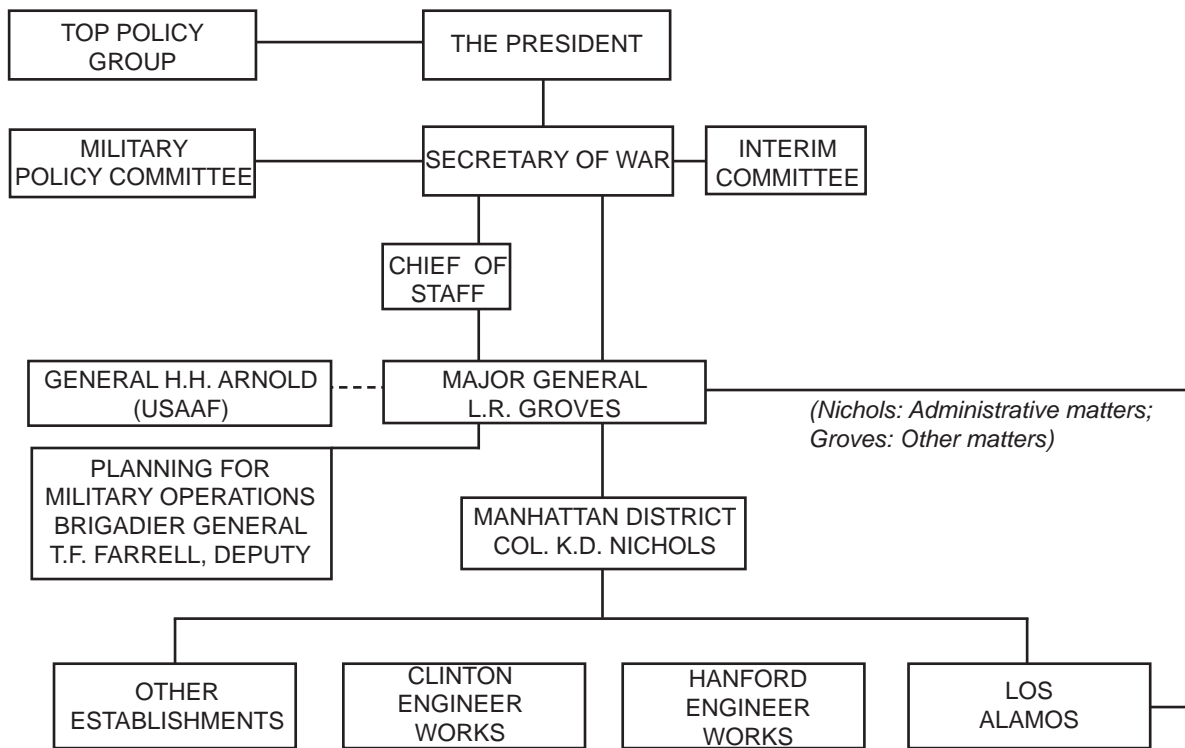 TOP POLICY
GROUP
THE PRESIDENT
MILITARY
POLICY COMMITTEE
SECRETARY OF WAR
INTERIM
COMMITTEE
CHIEF OF
STAFF
GENERAL H.H. ARNOLD
(USAAF)
MAJOR GENERAL
L.R. GROVES
(Nichols: Administrative matters;
Groves: Other matters)
PLANNING FOR
MILITARY OPERATIONS
BRIGADIER GENERAL
T.F. FARRELL, DEPUTY
MANHATTAN DISTRICT
COL. K.D. NICHOLS
OTHER
ESTABLISHMENTS
CLINTON
ENGINEER
WORKS
HANFORD
ENGINEER
WORKS
LOS
ALAMOS